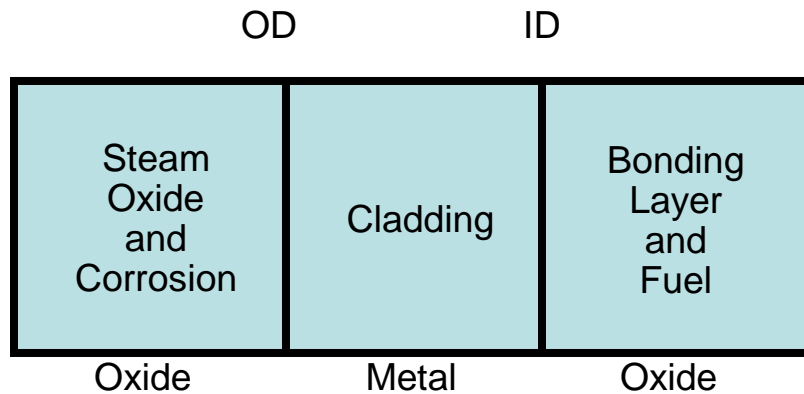 OD ID
Steam
Oxide
and
Corrosion
Cladding
Bonding
Layer
and
Fuel
Oxide Metal Oxide